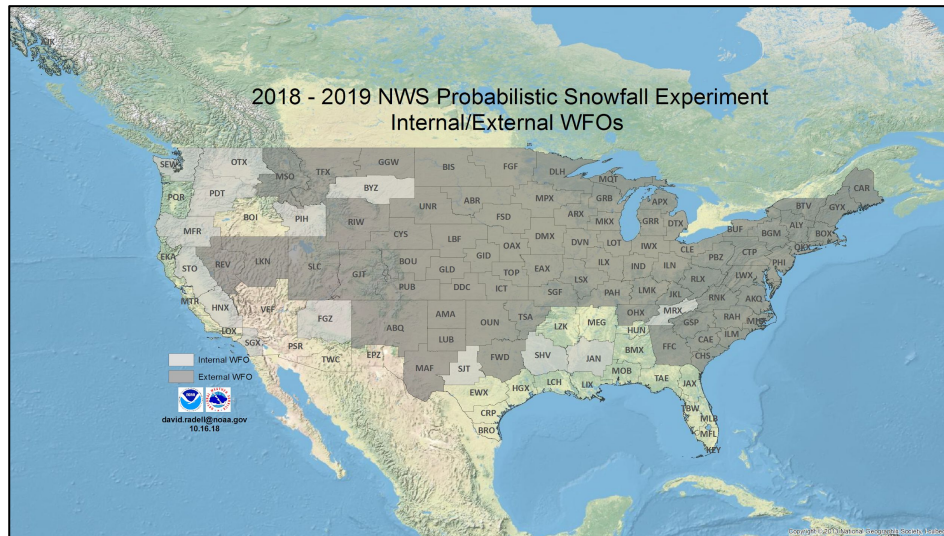 2018 - 2019 NWS Probabilistic Snowfall Experiment
Internal/External WFOs
AJK
SEW
OTX
MSO
TFX
GGW
BIS
FGF
DLH
MQT
CAR
PQR
PDT
BYZ
UNR
ABR
MPX
GRB
APX
BTV
GYX
MFR
BOI
PIH
RIW
FSD
ARX
MKX
GRR
DTX
BUF
BGM
ALY
BOX
EKA
STO
REV
LKN
SLC
CYS
LBF
OAX
DMX
DVN
LOT
IWX
CLE
CTP
OKX
GJT
BOU
GLD
GID
TOP
EAX
ILX
IND
ILN
PBZ
PHI
MTR
HNX
VEF
PUB
DDC
ICT
SGF
LSX
PAH
LMK
JKL
RLX
LWX
RNK
AKQ
LOX
SGX
FGZ
ABQ
AMA
OUN
TSA
LZK
MEG
OHX
MRX
GSP
RAH
MHX
PSR
TWC
EPZ
LUB
HUN
FFC
CAE
ILM
CHS
MAF
SJT
FWD
SHV
JAN
BMX
EWX
HGX
LCH
LIX
MOB
TAE
JAX
CRP
BRO
BW
MLB
MFL
KEY
Internal WFO
External WFO
david.radell@noaa.gov
10.16.18